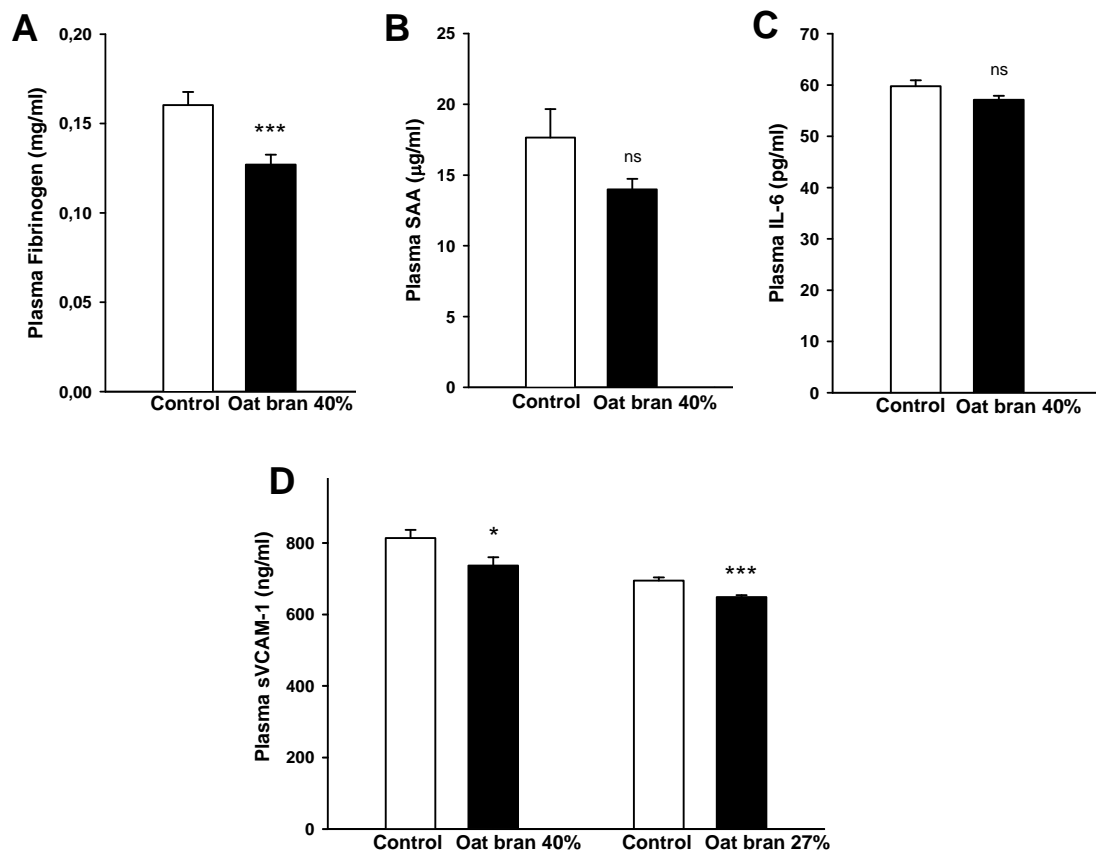 A
Plasma Fibrinogen (mg/ml)
0,20
0,15
0,10
0,05
0,00
***
Control
Oat bran 40%
B
Plasma SAA (μg/ml)
25
20
15
10
5
0
ns
Control
Oat bran 40%
C
Plasma IL-6 (pg/ml)
70
60
50
40
30
20
10
0
ns
Control
Oat bran 40%
D
Plasma sVCAM-1 (ng/ml)
800
600
400
200
0
*
***
Control
Oat bran 40%
Control
Oat bran 27%